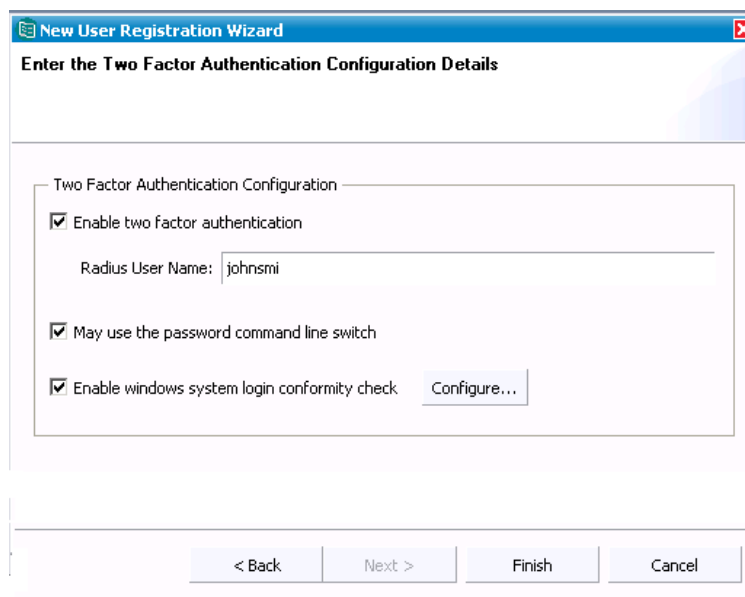 New User Registration Wizard
Enter the Two Factor Authentication Configuration Details
Two Factor Authentication Configuration
Enable two factor authentication
Radius User Name: johnsmi
May use the password command line switch
Enable windows system login conformity check Configure...
< Back Next > Finish Cancel